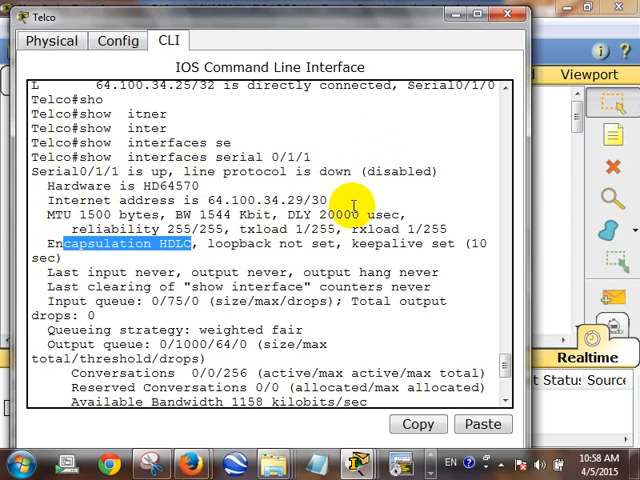 Telco
Physical
Config
CLI
Viewport
IOS Command Line Interface
L       64.100.34.25/32 is directly connected, Serial0/1/0
Telco#sho
Telco#show  itner
Telco#show  inter
Telco#show  interfaces se
Telco#show  interfaces serial 0/1/1
Serial0/1/1 is up, line protocol is down (disabled)
  Hardware is HD64570
  Internet address is 64.100.34.29/30
  MTU 1500 bytes, BW 1544 Kbit, DLY 20000 usec,
     reliability 255/255, txload 1/255, rxload 1/255
  Encapsulation HDLC, loopback not set, keepalive set (10
sec)
  Last input never, output never, output hang never
  Last clearing of "show interface" counters never
  Input queue: 0/75/0 (size/max/drops); Total output
drops: 0
  Queueing strategy: weighted fair
  Output queue: 0/1000/64/0 (size/max
total/threshold/drops)
     Conversations  0/0/256 (active/max active/max total)
     Reserved Conversations 0/0 (allocated/max allocated)
     Available Bandwidth 1158 kilobits/sec
Realtime
Status
Source
Copy
Paste
EN
10:58 AM
4/5/2015